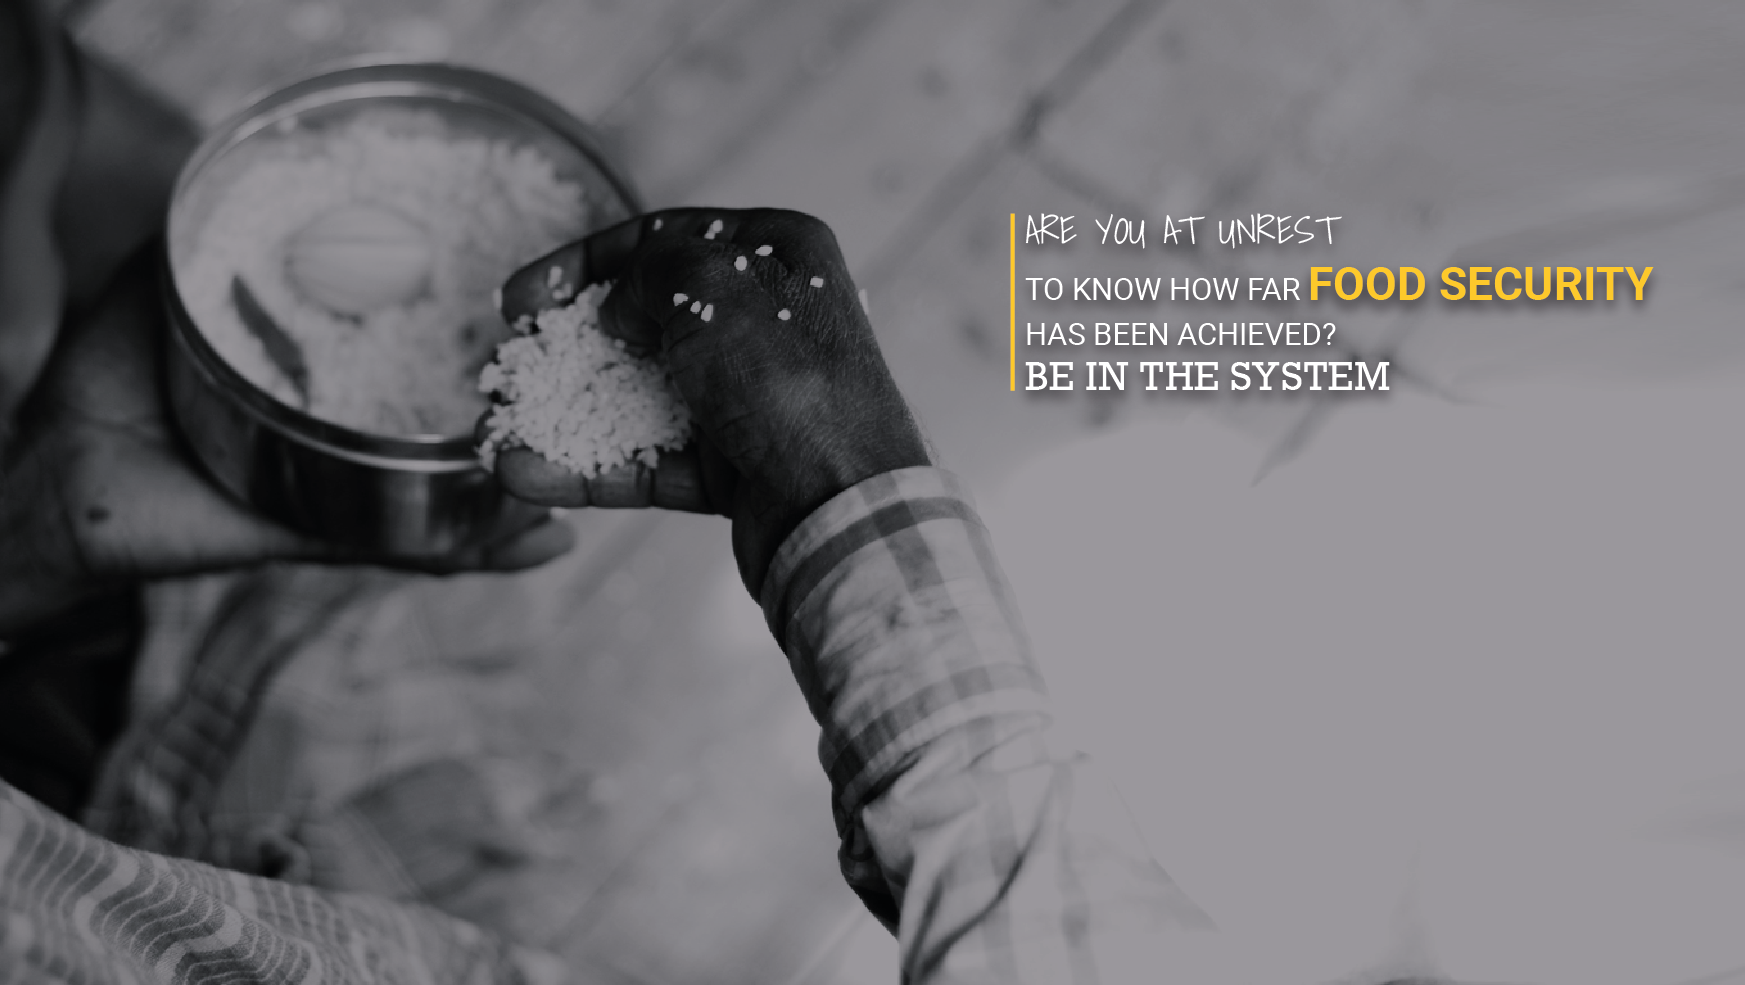 ARE YOU AT UNREST
TO KNOW HOW FAR FOOD SECURITY
HAS BEEN ACHIEVED?
BE IN THE SYSTEM